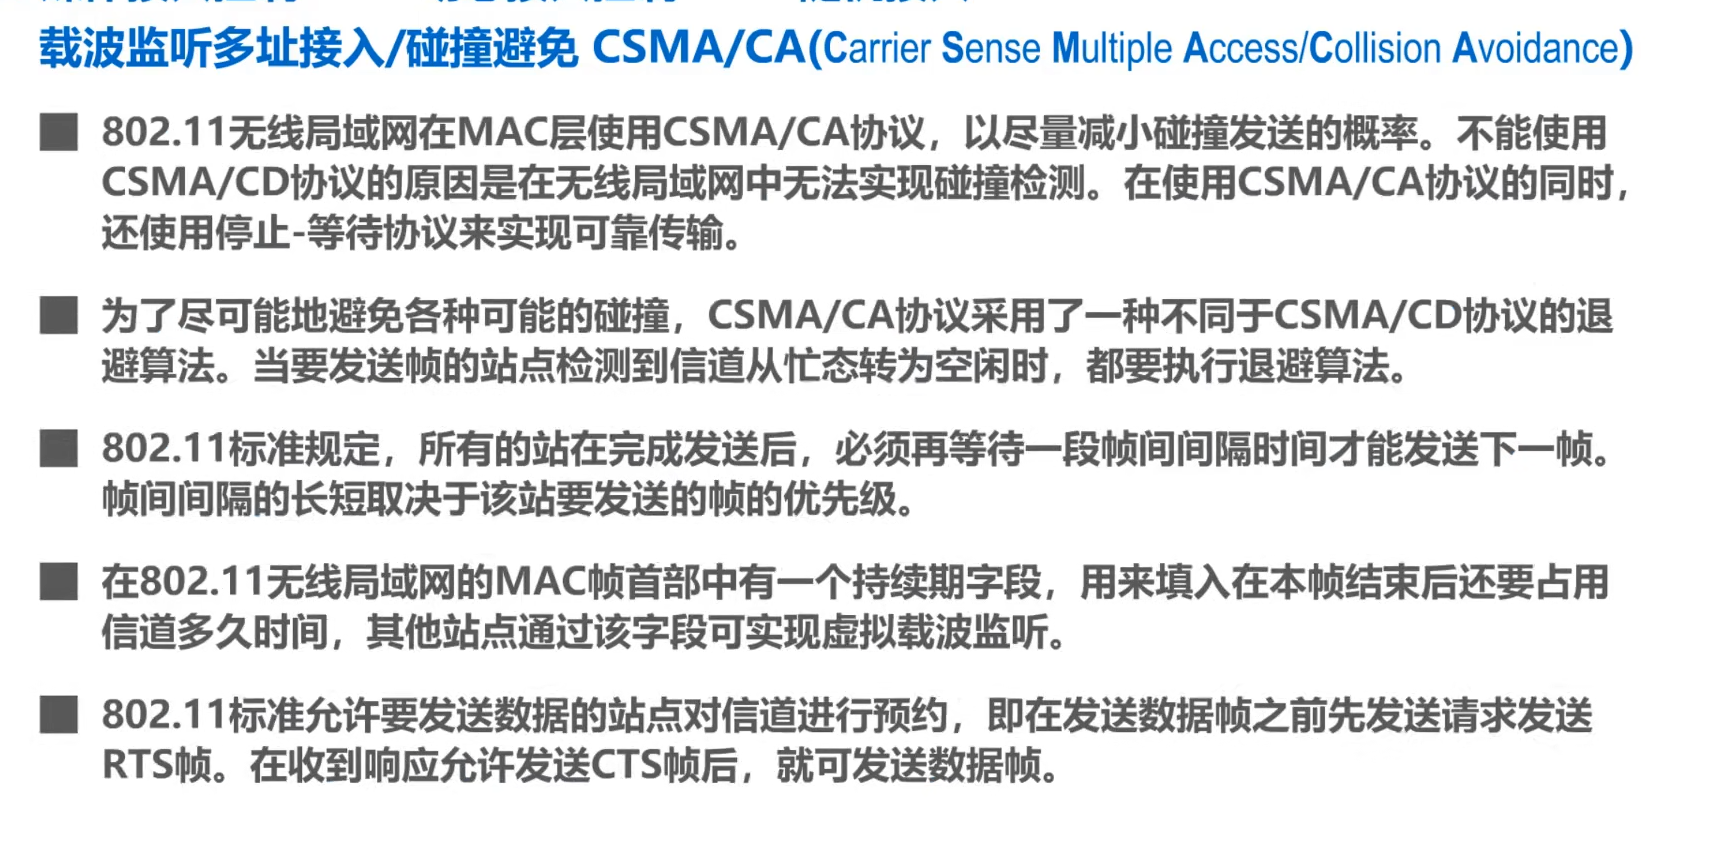 载波监听多址接入/碰撞避免 CSMA/CA(Carrier Sense Multiple Access/Collision Avoidance)
802.11无线局域网在MAC层使用CSMA/CA协议，以尽量减小碰撞发送的概率。不能使用
CSMA/CD协议的原因是在无线局域网中无法实现碰撞检测。在使用CSMA/CA协议的同时，
还使用停止-等待协议来实现可靠传输。
为了尽可能地避免各种可能的碰撞，CSMA/CA协议采用了一种不同于CSMA/CD协议的退
避算法。当要发送帧的站点检测到信道从忙态转为空闲时，都要执行退避算法。
802.11标准规定，所有的站在完成发送后，必须再等待一段帧间间隔时间才能发送下一帧。
帧间间隔的长短取决于该站要发送的帧的优先级。
在802.11无线局域网的MAC帧首部中有一个持续期字段，用来填入在本帧结束后还要占用
信道多久时间，其他站点通过该字段可实现虚拟载波监听。
802.11标准允许要发送数据的站点对信道进行预约，即在发送数据帧之前先发送请求发送
RTS帧。在收到响应允许发送CTS帧后，就可发送数据帧。